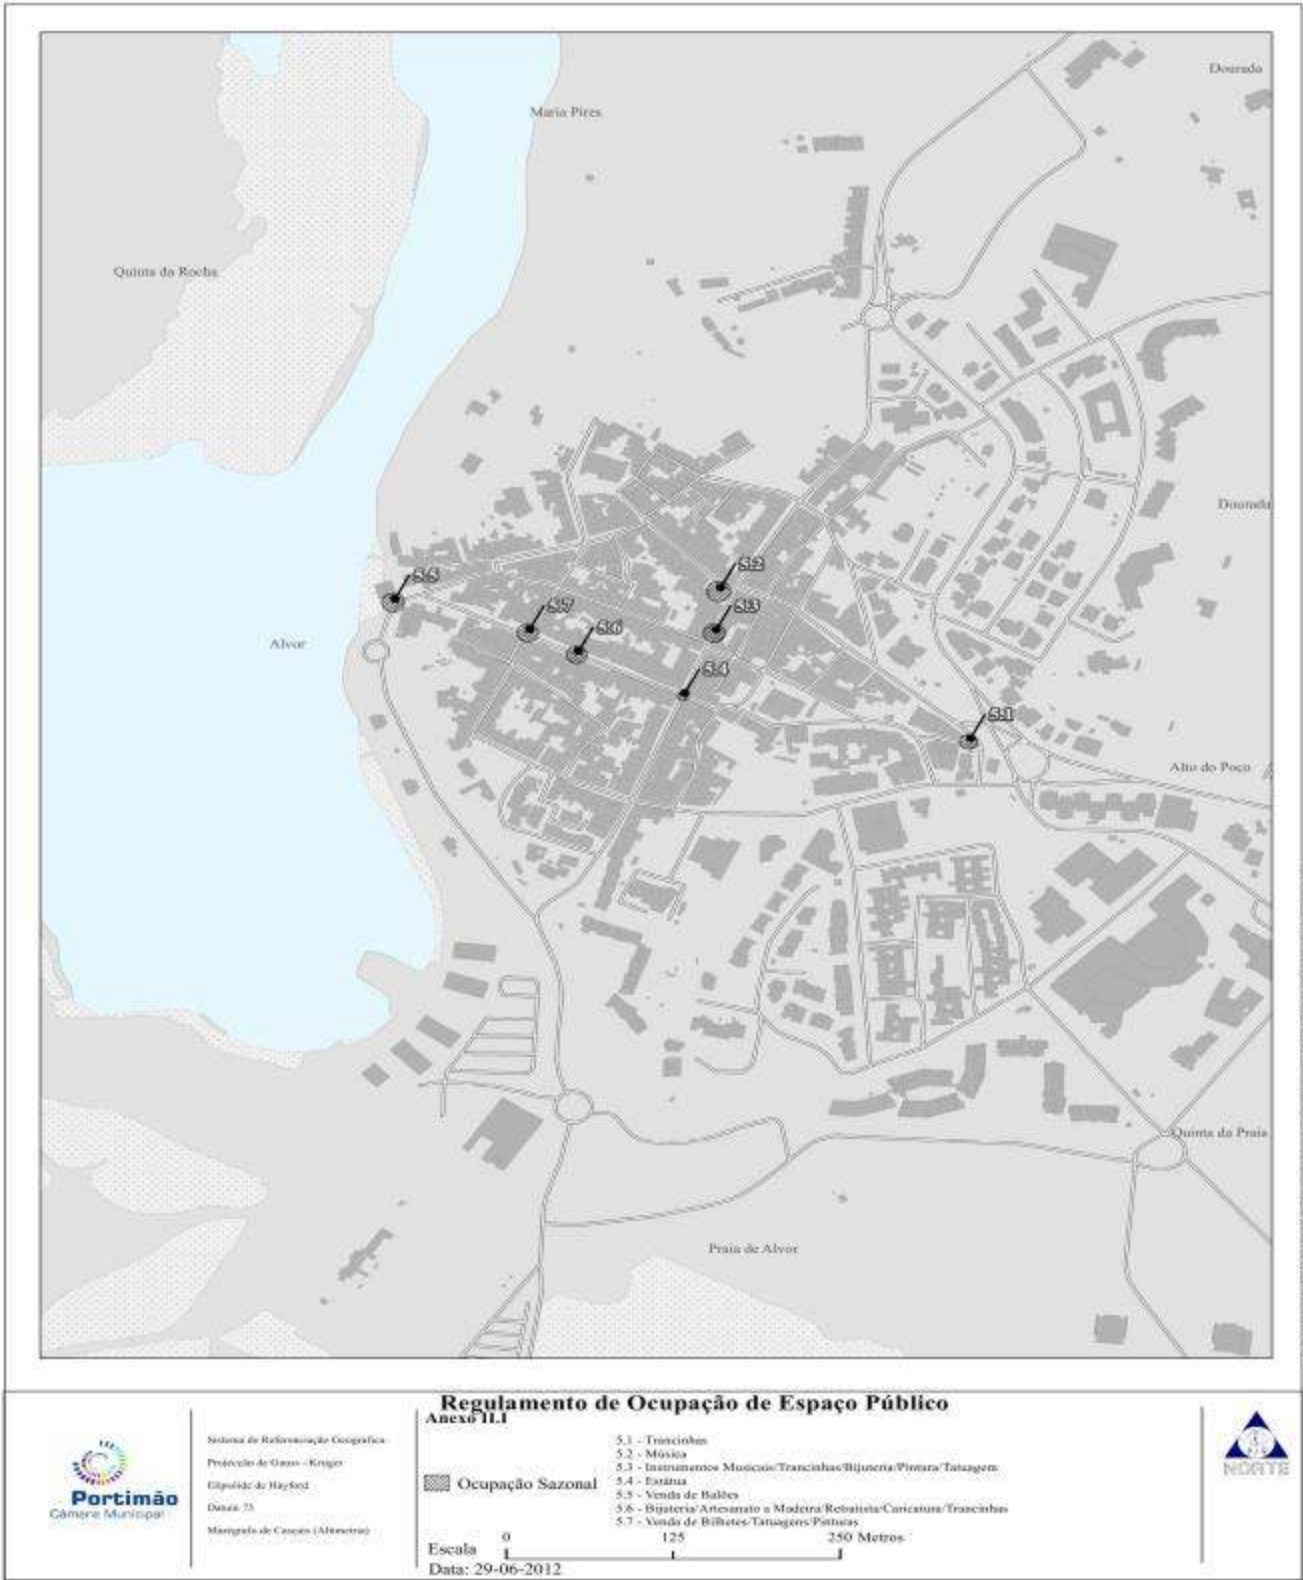 Dourada
Maria Pires
Quinta da Rocha
Dourada
5.2
5.5
5.7
5.3
5.6
Alvor
5.4
5.1
Alto do Poço
Quinta da Praia
Praia de Alvor
Regulamento de Ocupação de Espaço Público
Anexo II.I
Sistema de Referenciação Geográfica
Projecção de Gauss - Kruger
Elipsóide de Hayford
Datum 73
Marégrafo de Cascais (Altimetria)
Portimão
Câmara Municipal
Ocupação Sazonal
5.1 - Trancinhas
5.2 - Música
5.3 - Instrumentos Musicais/Trancinhas/Bijuteria/Pintura/Tatuagem
5.4 - Estátua
5.5 - Venda de Balões
5.6 - Bijuteria/Artesanato a Madeira/Retratista/Caricatura/Trancinhas
5.7 - Venda de Bilhetes/Tatuagens/Pinturas
0 125 250 Metros
Escala
Data: 29-06-2012
NORTE